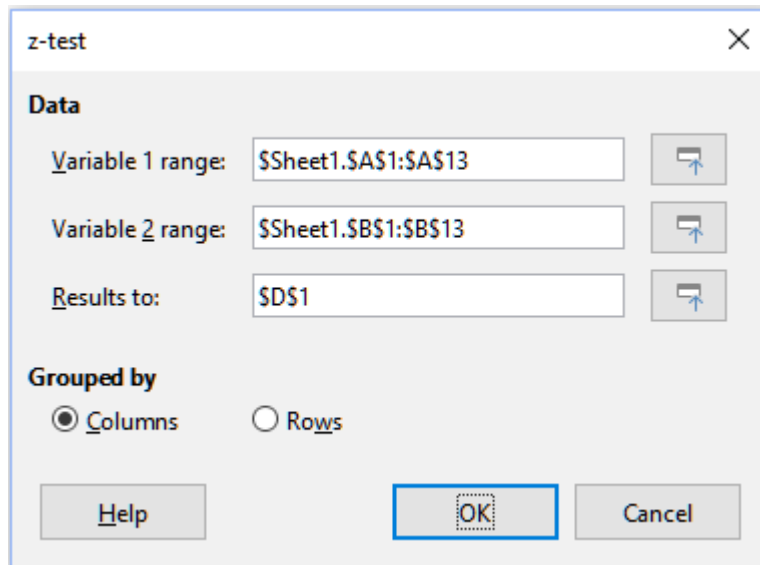 z-test
Data
Variable 1 range: $Sheet1.$A$1:$A$13
Variable 2 range: $Sheet1.$B$1:$B$13
Results to: $D$1
Grouped by
Columns Rows
Help OK Cancel